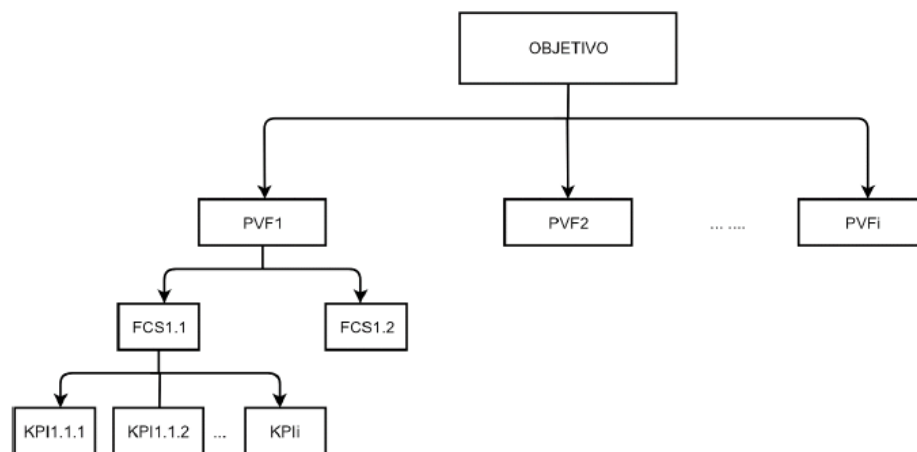 OBJETIVO
PVF1
PVF2
... ....
PVFi
FCS1.1
FCS1.2
KPI1.1.1
KPI1.1.2
...
KPIi